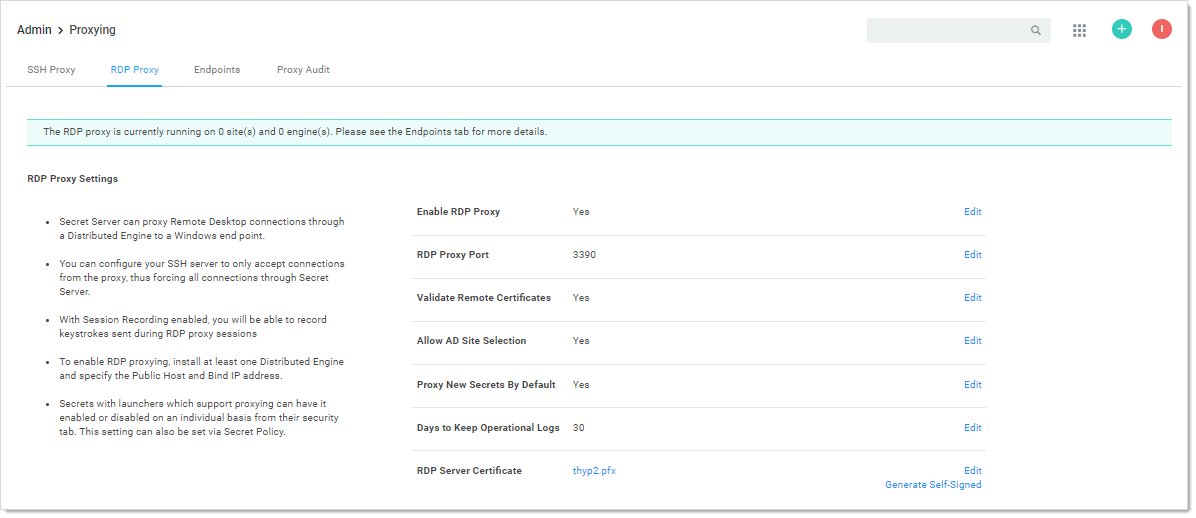 Admin > Proxying
+
I
SSH Proxy RDP Proxy Endpoints Proxy Audit
The RDP proxy is currently running on 0 site(s) and 0 engine(s). Please see the Endpoints tab for more details.
RDP Proxy Settings
• Secret Server can proxy Remote Desktop connections through
a Distributed Engine to a Windows end point.
• You can configure your SSH server to only accept connections
from the proxy, thus forcing all connections through Secret
Server.
• With Session Recording enabled, you will be able to record
keystrokes sent during RDP proxy sessions
• To enable RDP proxying, install at least one Distributed Engine
and specify the Public Host and Bind IP address.
• Secrets with launchers which support proxying can have it
enabled or disabled on an individual basis from their security
tab. This setting can also be set via Secret Policy.
Enable RDP Proxy Yes Edit
RDP Proxy Port 3390 Edit
Validate Remote Certificates Yes Edit
Allow AD Site Selection Yes Edit
Proxy New Secrets By Default Yes Edit
Days to Keep Operational Logs 30 Edit
RDP Server Certificate thyp2.pfx Edit
Generate Self-Signed